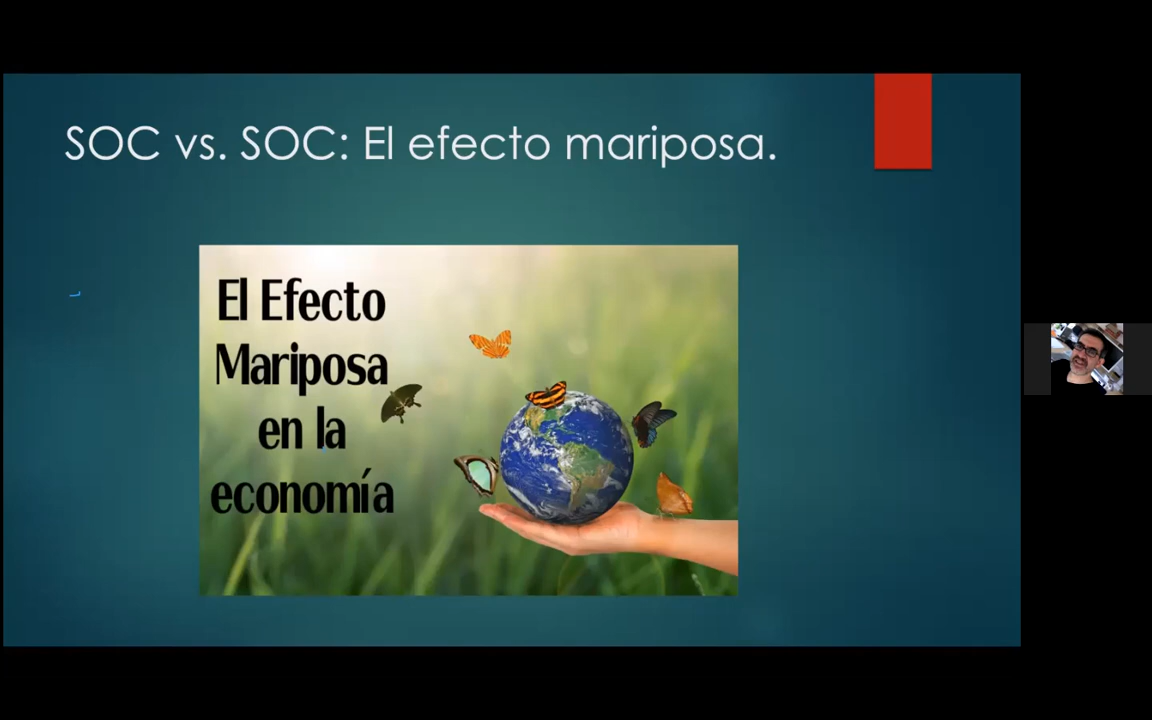 SOC vs. SOC: El efecto mariposa.
El Efecto
Mariposa
en la
economía